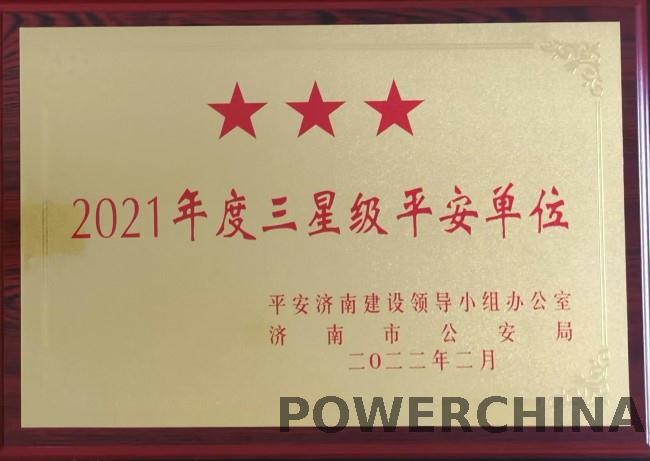 2021年度三星级平安单位
平安济南建设领导小组办公室
济南市公安局
二〇二二年二月
POWERCHINA